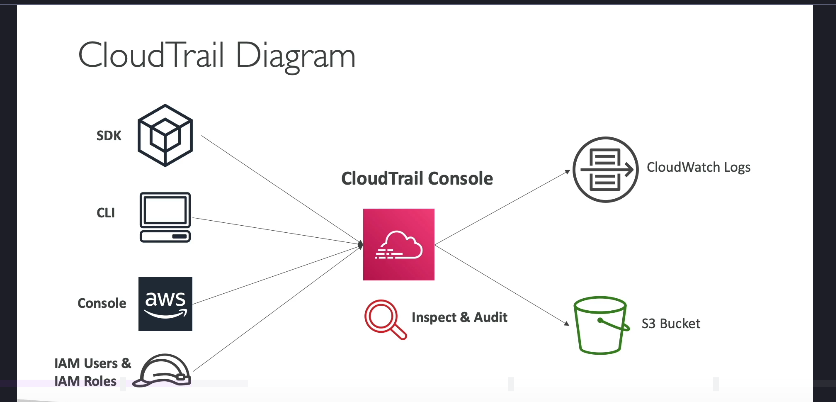 CloudTrail Diagram
SDK
CLI
Console
aws
IAM Users &
IAM Roles
CloudTrail Console
Inspect & Audit
CloudWatch Logs
S3 Bucket